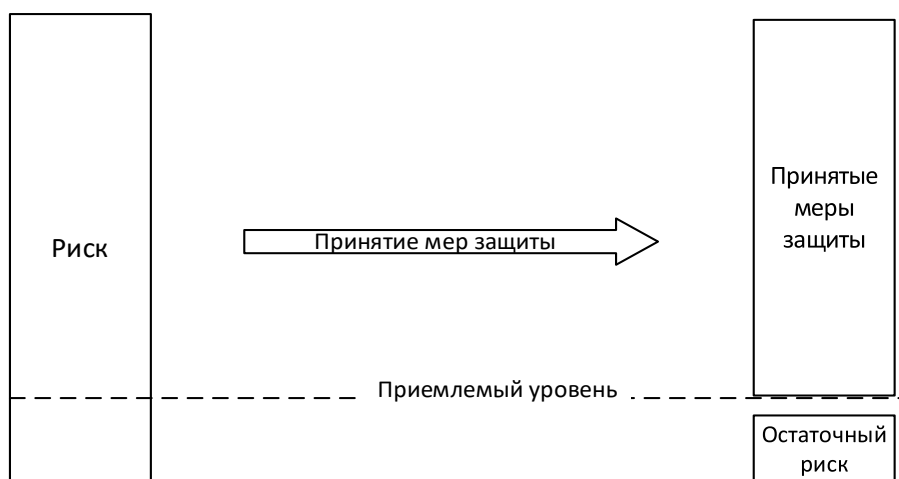 Риск
Принятие мер защиты
Принятые
меры
защиты
Приемлемый уровень
Остаточный
риск